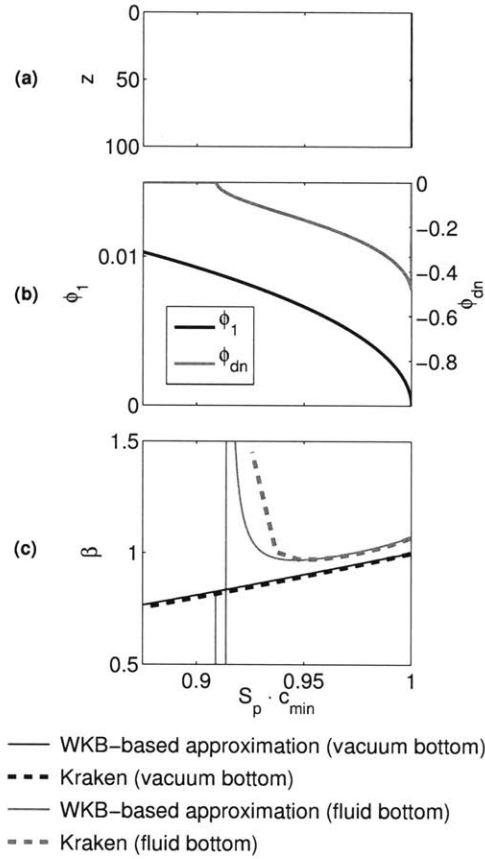 0
(a)
z
50
100
0
0.01
−0.2
(b)
ϕ₁
−0.4
ϕdn
ϕ₁
−0.6
ϕdn
−0.8
0
1.5
(c)
β
1
0.5
0.9
0.95
1
Sp · cmin
WKB−based approximation (vacuum bottom)
Kraken (vacuum bottom)
WKB−based approximation (fluid bottom)
Kraken (fluid bottom)